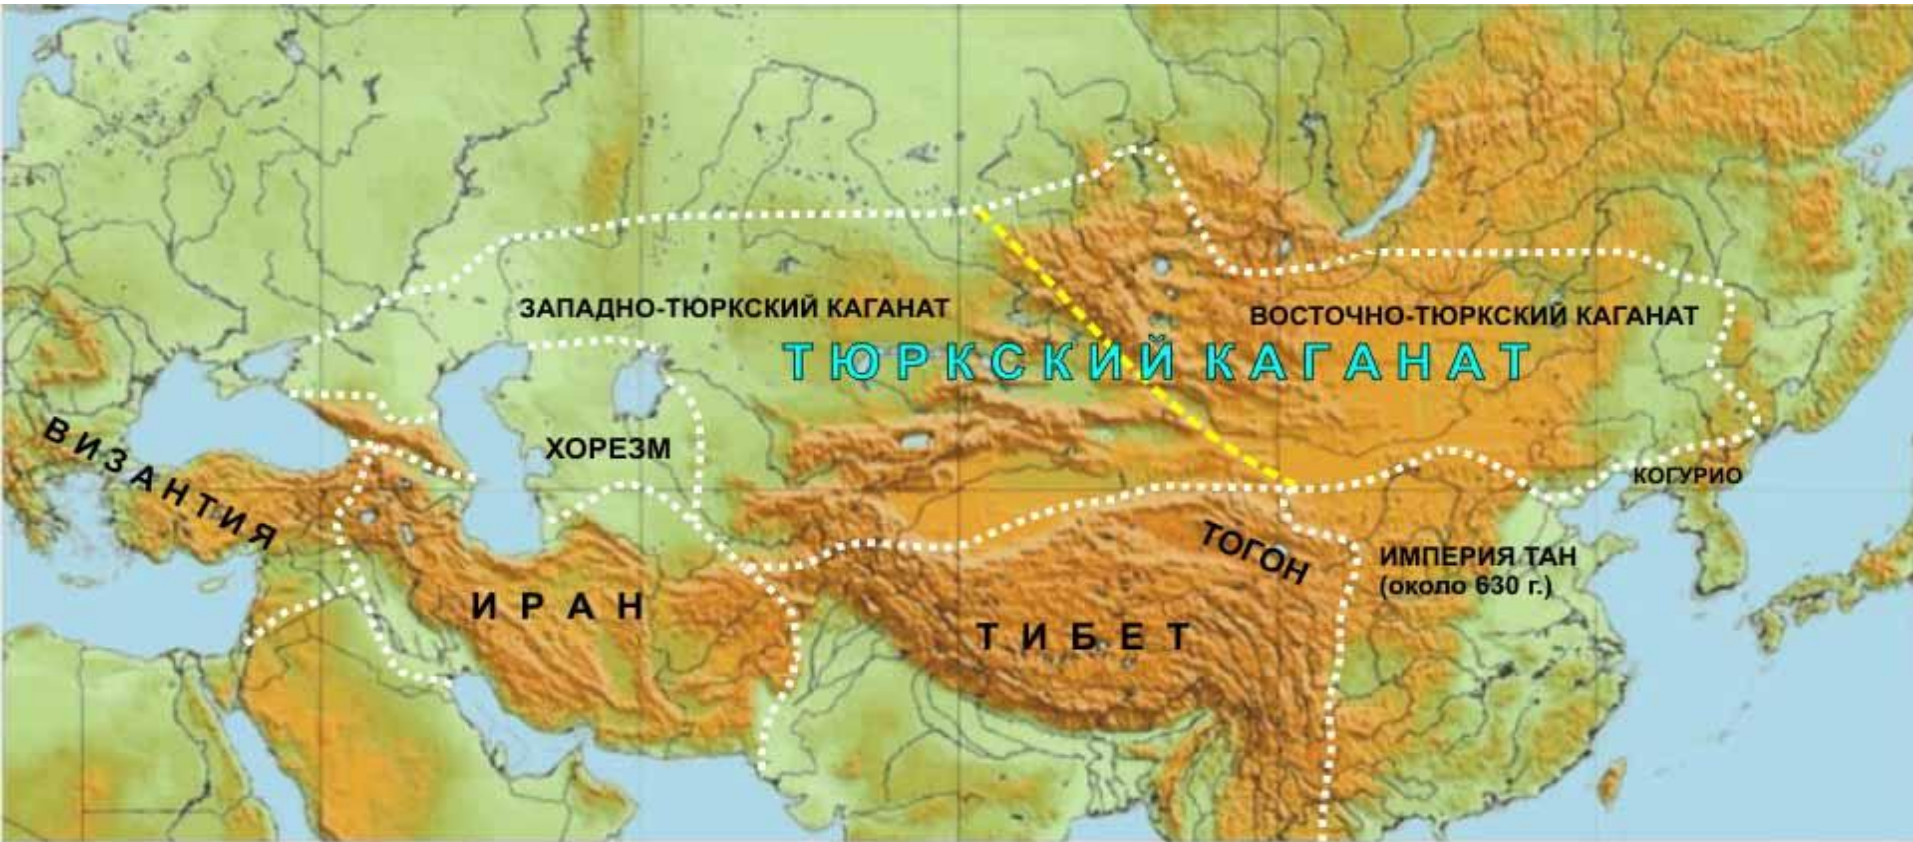 ЗАПАДНО-ТЮРКСКИЙ КАГАНАТ
ВОСТОЧНО-ТЮРКСКИЙ КАГАНАТ
ТЮРКСКИЙ КАГАНАТ
ХОРЕЗМ
ВИЗАНТИЯ
КОГУРИО
ТОГОН
ИМПЕРИЯ ТАН
(около 630 г.)
ИРАН
ТИБЕТ